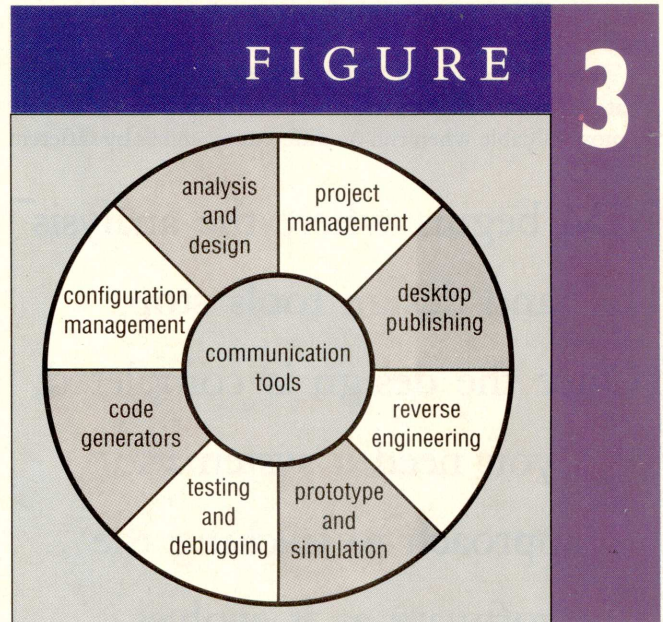 FIGURE
3
analysis
and
design
project
management
desktop
publishing
reverse
engineering
prototype
and
simulation
testing
and
debugging
code
generators
configuration
management
communication
tools